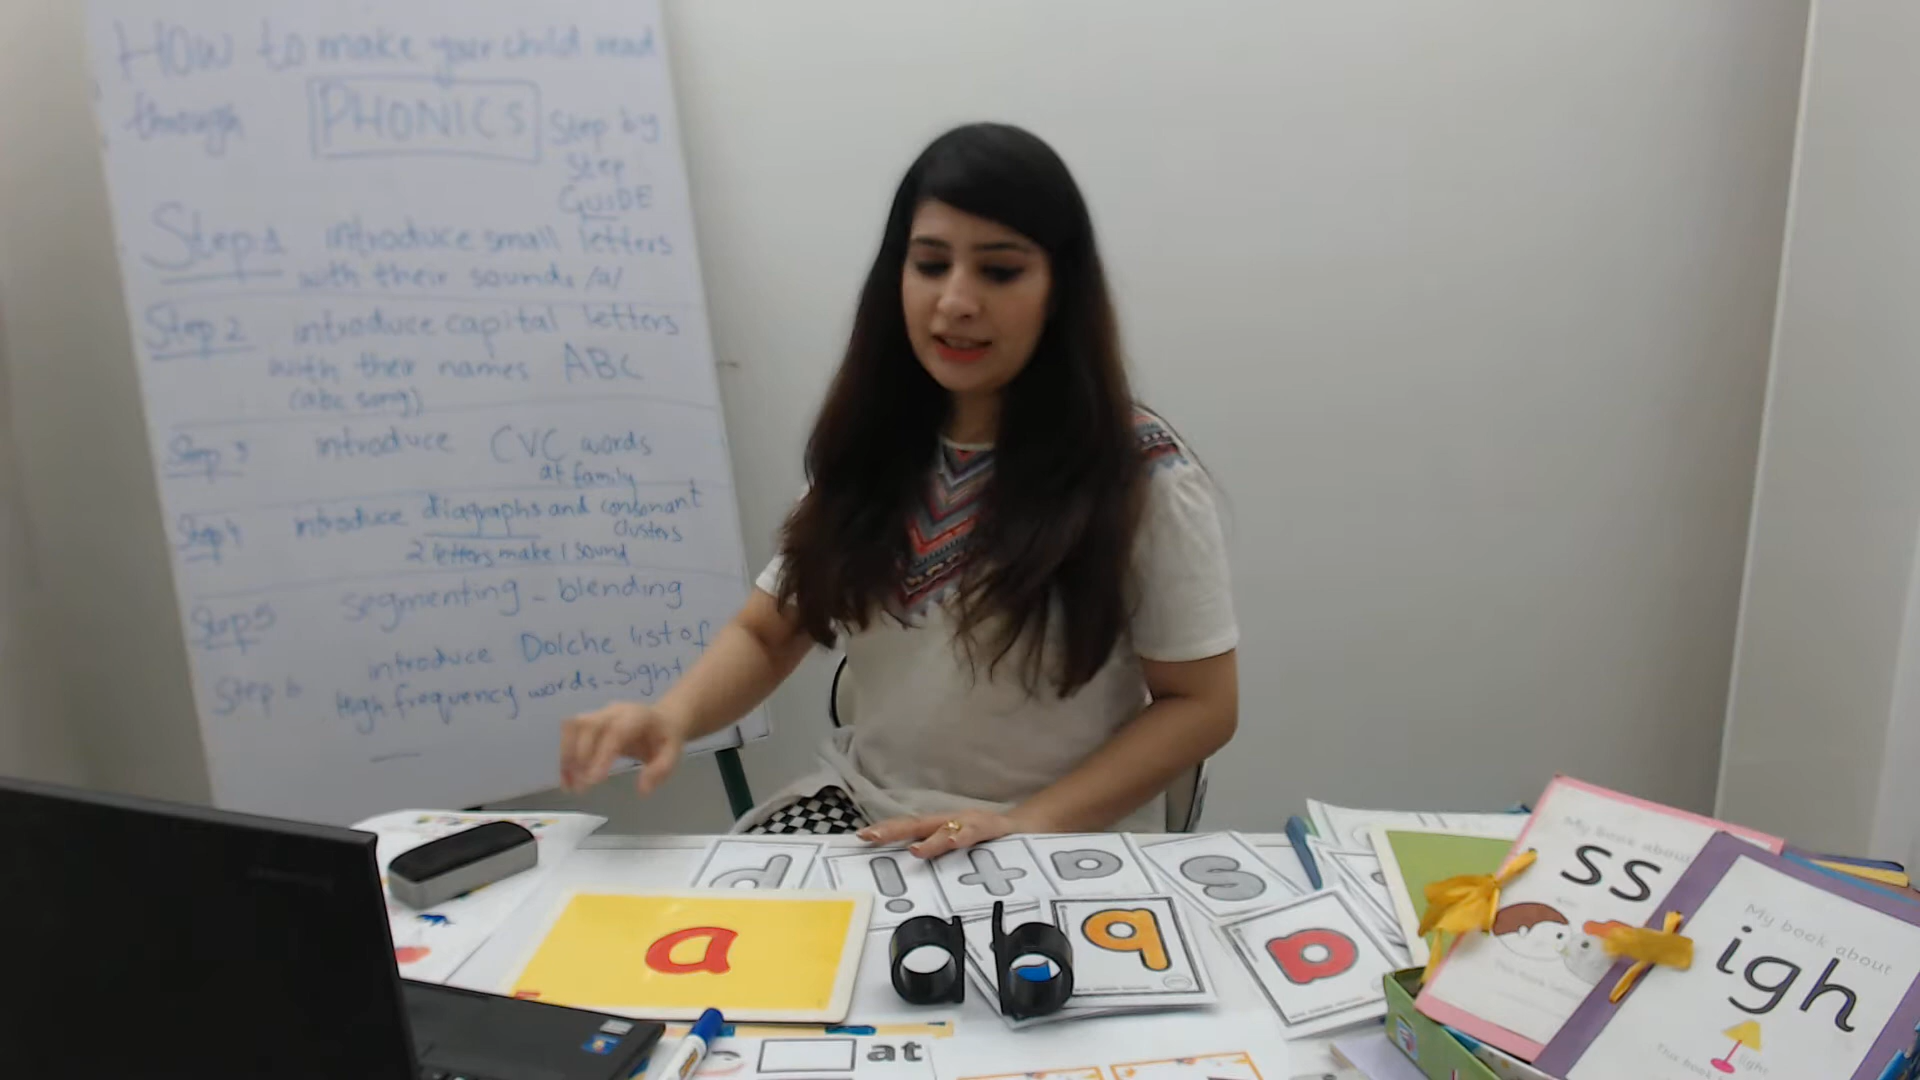 How to make your child read
through PHONICS Step by
Step
GUIDE
Step 1 introduce small letters
with their sounds /a/
Step 2 introduce capital letters
with their names ABC
(abc song)
Step 3 introduce CVC words
at family
Step 4 introduce diagraphs and consonant
clusters
2 letters make 1 sound
Step 5 segmenting - blending
Step 6 introduce Dolche list of
High frequency words - Sight
p i t a s
a
a b
q
a
at
My book about
ss
My book about
igh
light
This book